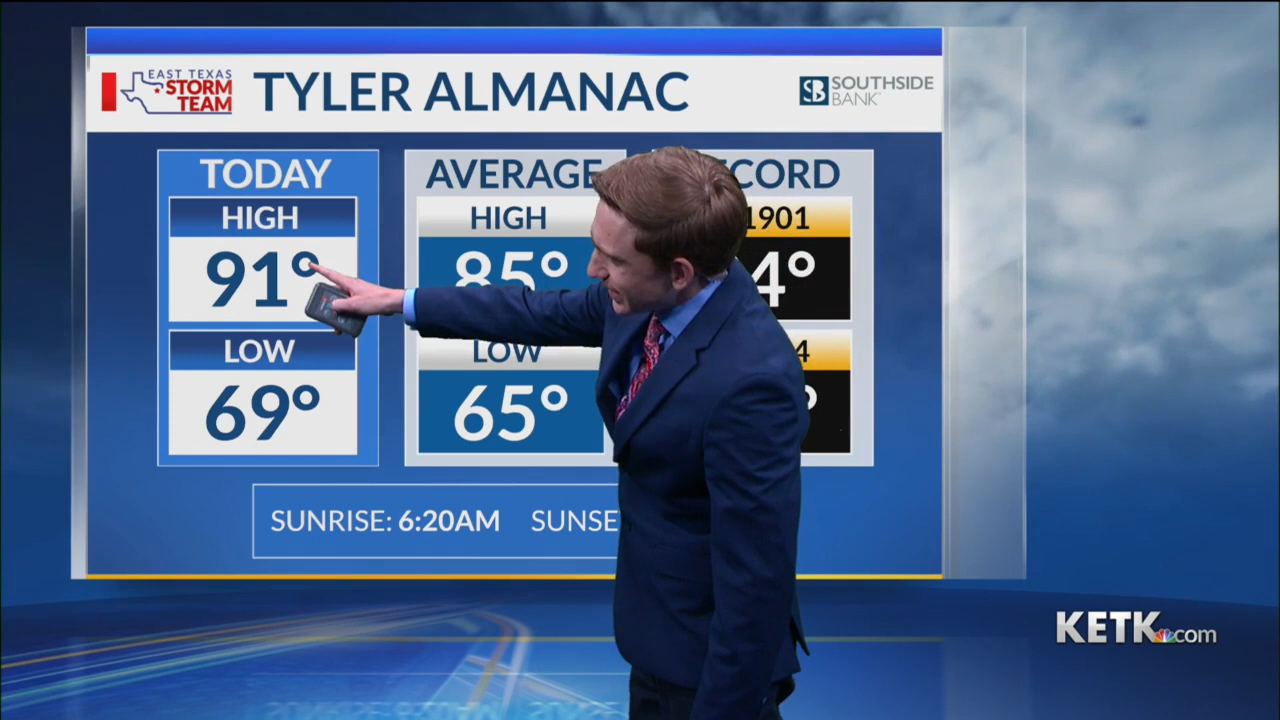 EAST TEXAS
STORM
TEAM
TYLER ALMANAC
SB
SOUTHSIDE
BANK
TODAY
HIGH
91°
LOW
69°
AVERAGE
HIGH
85°
LOW
65°
1901
SUNRISE: 6:20AM
KETK.com